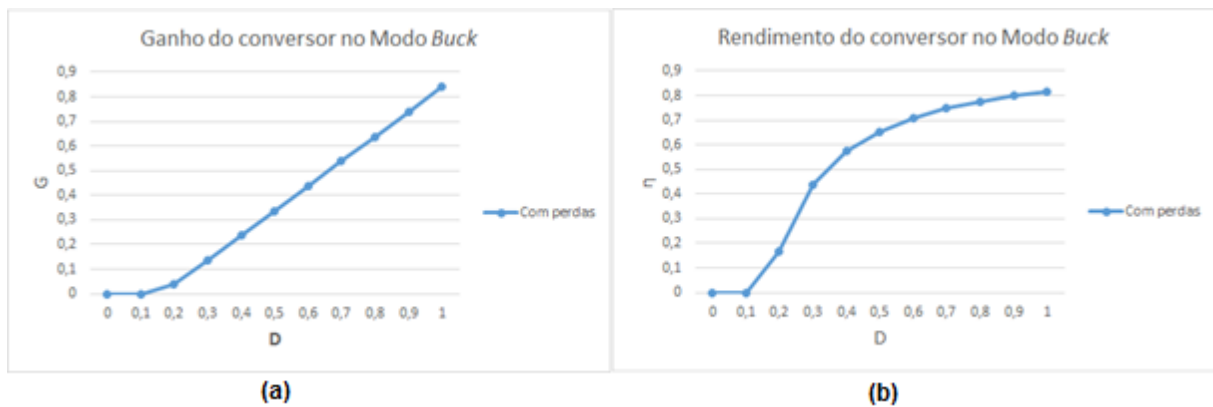 Ganho do conversor no Modo Buck
0,9
0,8
0,7
0,6
0,5
0,4
0,3
0,2
0,1
0
G
0 0,1 0,2 0,3 0,4 0,5 0,6 0,7 0,8 0,9 1
D
Com perdas
(a)
Rendimento do conversor no Modo Buck
0,9
0,8
0,7
0,6
0,5
0,4
0,3
0,2
0,1
0
η
0 0,1 0,2 0,3 0,4 0,5 0,6 0,7 0,8 0,9 1
D
Com perdas
(b)